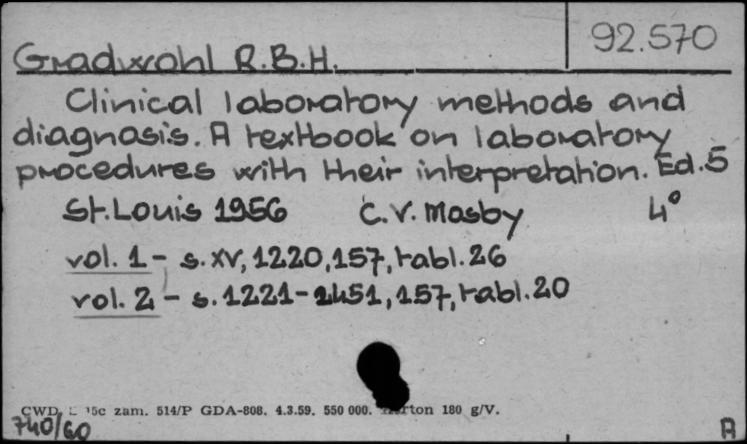 92.570
Gradwohl R.B.H.
Clinical laboratory methods and
diagnosis. A textbook on laboratory
procedures with their interpretation. Ed.5
St. Louis 1956 C.V. Mosby 4°
vol. 1 - s. XV, 1220, 157, tabl. 26
vol. 2 - s. 1221-2451, 157, tabl. 20
CWD, 15c zam. 514/P GDA-808. 4.3.59. 550 000. 180 g/V.
740/60 A